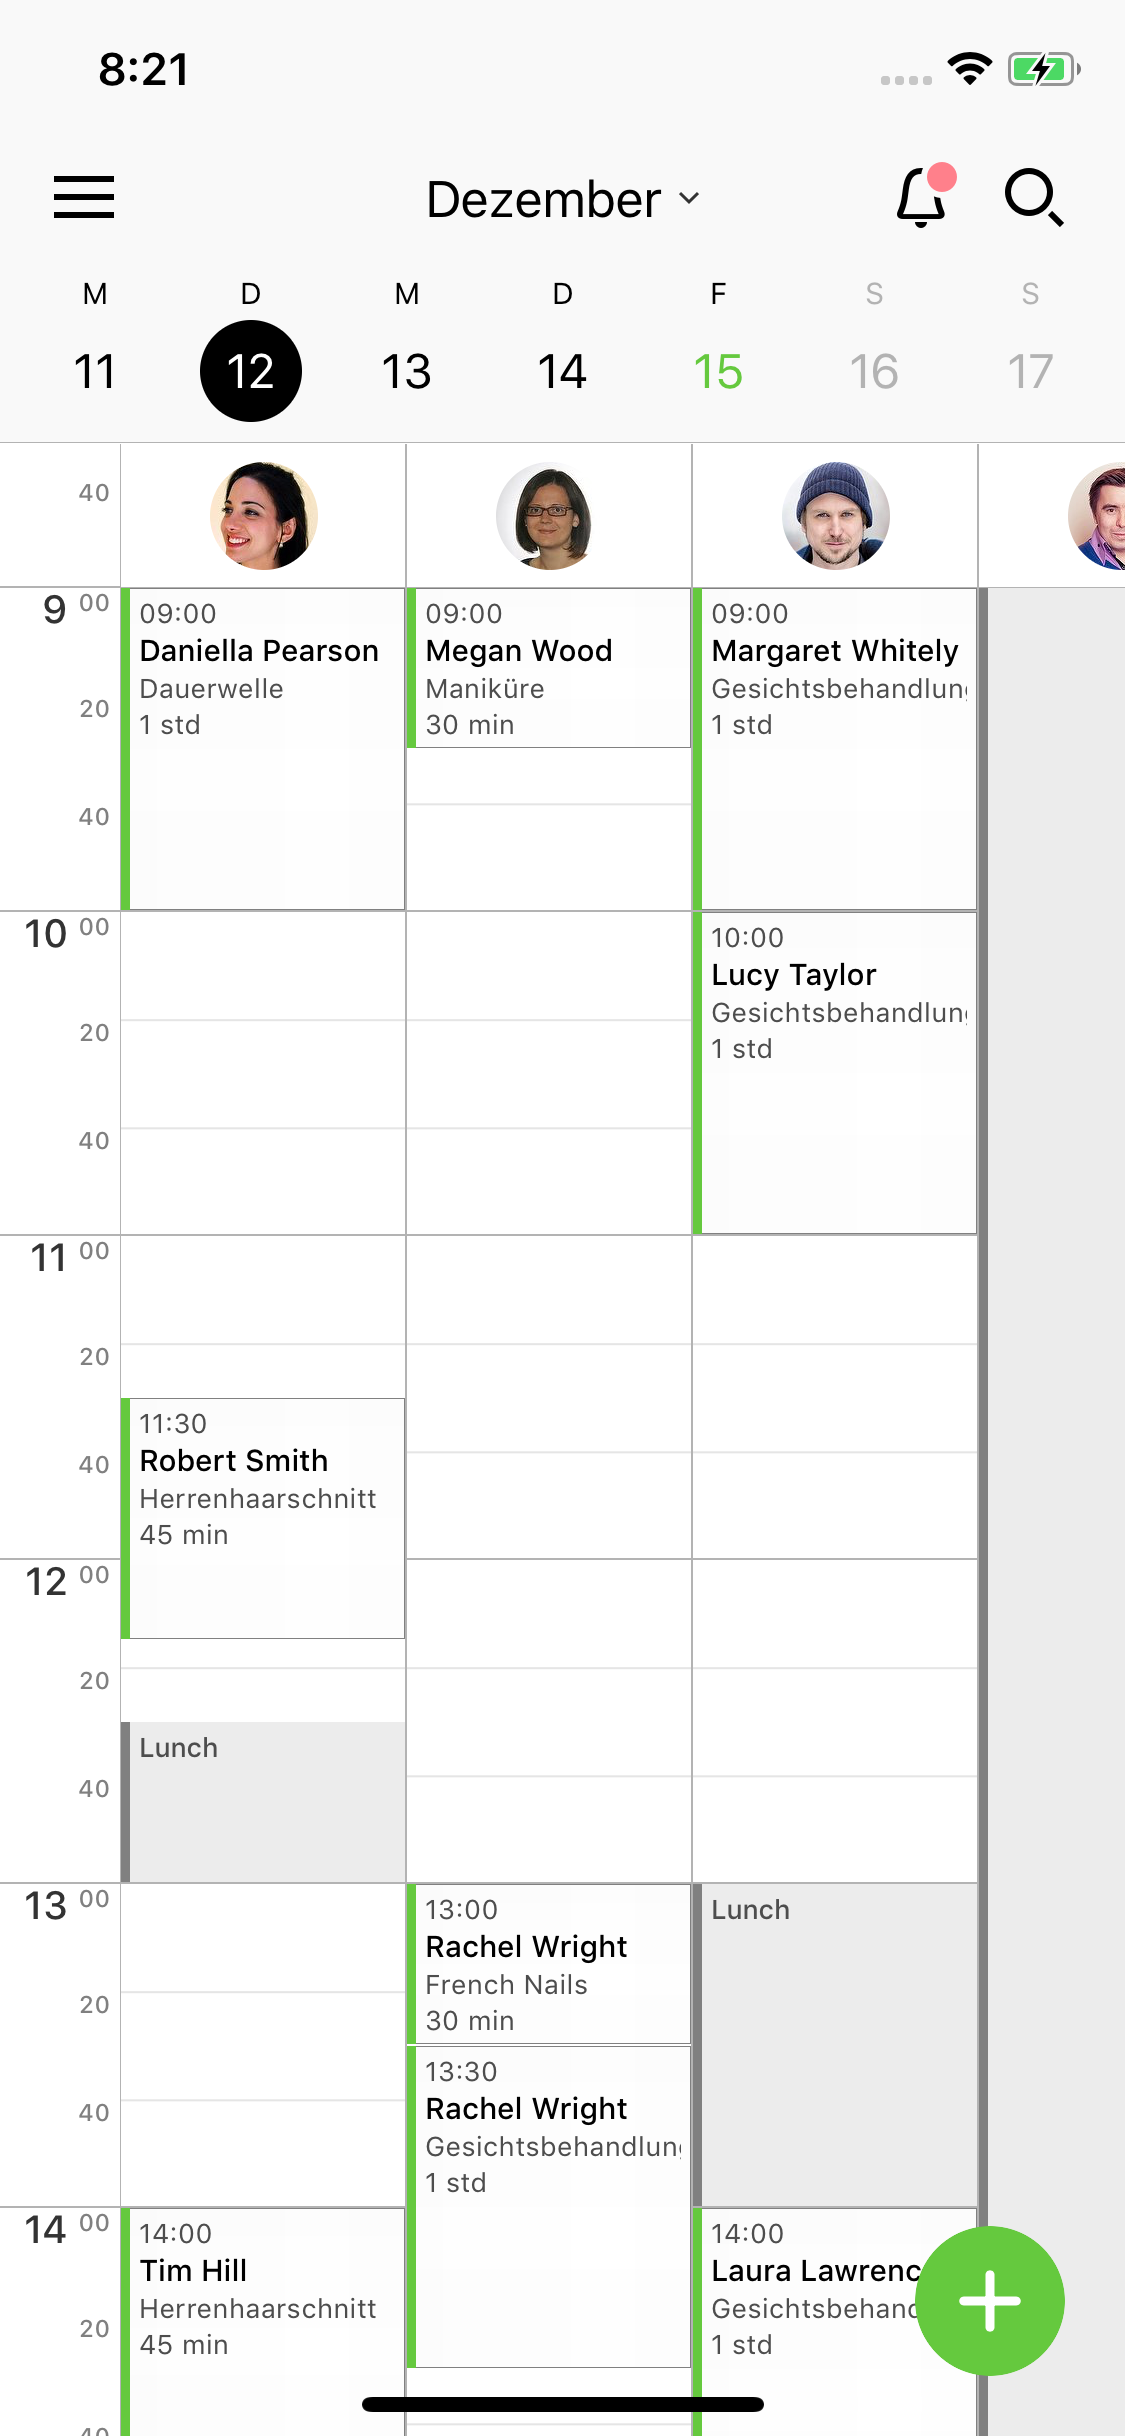 8:21
Dezember
M D M D F S S
11 12 13 14 15 16 17
40
9 00
20
40
10 00
20
40
11 00
20
40
12 00
20
40
13 00
20
40
14 00
20
40
09:00
Daniella Pearson
Dauerwelle
1 std
11:30
Robert Smith
Herrenhaarschnitt
45 min
Lunch
14:00
Tim Hill
Herrenhaarschnitt
45 min
09:00
Megan Wood
Maniküre
30 min
13:00
Rachel Wright
French Nails
30 min
13:30
Rachel Wright
Gesichtsbehandlung
1 std
09:00
Margaret Whitely
Gesichtsbehandlung
1 std
10:00
Lucy Taylor
Gesichtsbehandlung
1 std
Lunch
14:00
Laura Lawrenc
Gesichtsbehand
1 std